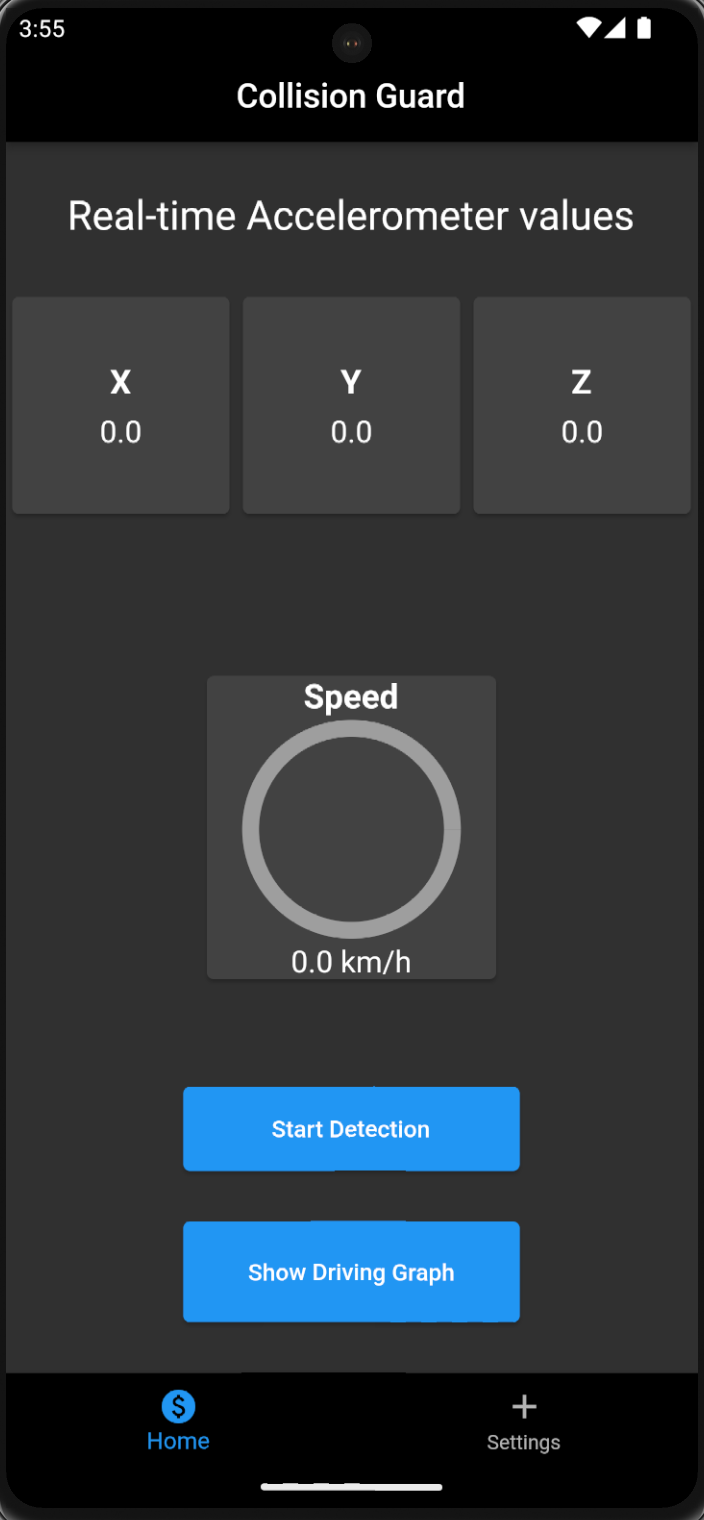 3:55
Collision Guard
Real-time Accelerometer values
X Y Z
0.0 0.0 0.0
Speed
0.0 km/h
Start Detection
Show Driving Graph
$
Home Settings